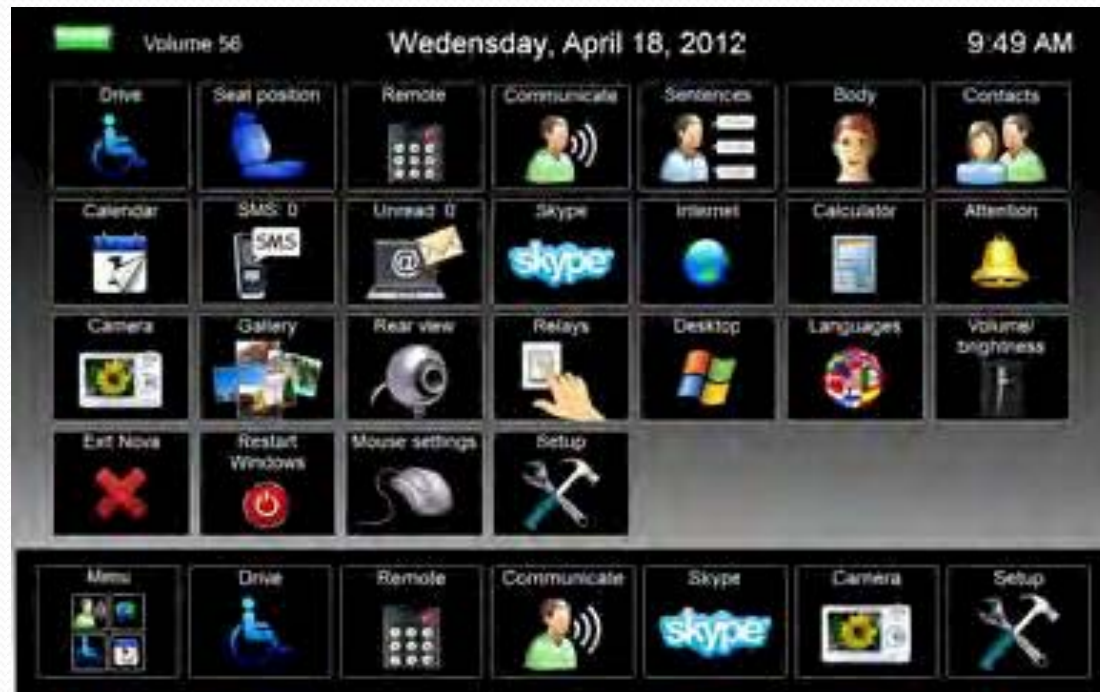 Volume 56 Wedensday, April 18, 2012 9:49 AM
Drive Seat position Remote Communicate Sentences Body Contacts
Calendar SMS: 0 Unread: 0 Skype Internet Calculator Attention
SMS
@
skype
Camera Gallery Rear view Relays Desktop Languages Volume/
brightness
Exit Nova Restart
Windows Mouse settings Setup
Menu Drive Remote Communicate Skype Camera Setup
skype